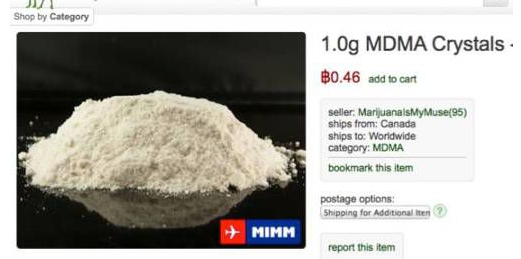 Shop by Category
1.0g MDMA Crystals -
฿0.46 add to cart
seller: MarijuanaIsMyMuse(95)
ships from: Canada
ships to: Worldwide
category: MDMA
bookmark this item
postage options:
Shipping for Additional Iten
?
report this item
MIMM